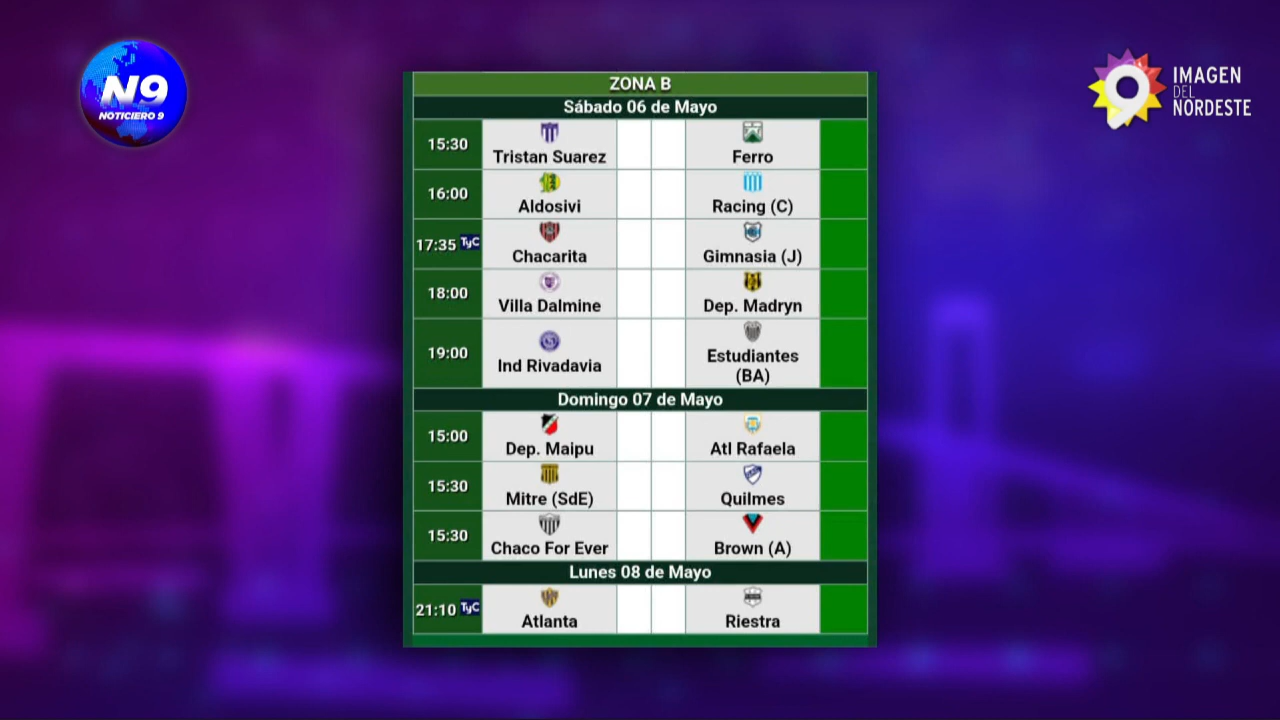 N9
NOTICIERO 9
9
IMAGEN
DEL
NORDESTE
ZONA B
Sábado 06 de Mayo
15:30 Tristan Suarez Ferro
16:00 Aldosivi Racing (C)
17:35 TyC Chacarita Gimnasia (J)
18:00 Villa Dalmine Dep. Madryn
19:00 Ind Rivadavia Estudiantes
(BA)
Domingo 07 de Mayo
15:00 Dep. Maipu Atl Rafaela
15:30 Mitre (SdE) Quilmes
15:30 Chaco For Ever Brown (A)
Lunes 08 de Mayo
21:10 TyC Atlanta Riestra